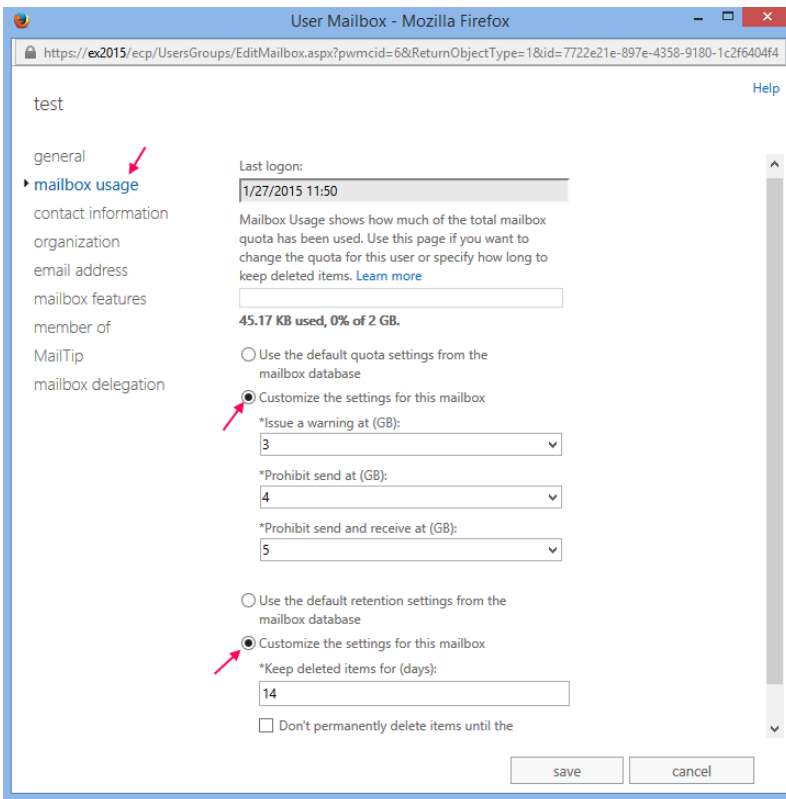 User Mailbox - Mozilla Firefox
https://ex2015/ecp/UsersGroups/EditMailbox.aspx?pwmcid=6&ReturnObjectType=1&id=7722e21e-897e-4358-9180-1c2f6404f4
Help
test
general
mailbox usage
contact information
organization
email address
mailbox features
member of
MailTip
mailbox delegation
Last logon:
1/27/2015 11:50
Mailbox Usage shows how much of the total mailbox
quota has been used. Use this page if you want to
change the quota for this user or specify how long to
keep deleted items. Learn more
45.17 KB used, 0% of 2 GB.
Use the default quota settings from the
mailbox database
Customize the settings for this mailbox
*Issue a warning at (GB):
3
*Prohibit send at (GB):
4
*Prohibit send and receive at (GB):
5
Use the default retention settings from the
mailbox database
Customize the settings for this mailbox
*Keep deleted items for (days):
14
Don't permanently delete items until the
save
cancel